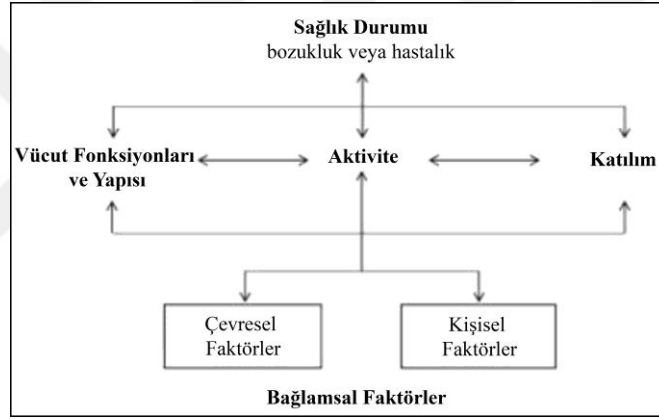 Sağlık Durumu
bozukluk veya hastalık
Vücut Fonksiyonları
ve Yapısı
Aktivite
Katılım
Çevresel
Faktörler
Kişisel
Faktörler
Bağlamsal Faktörler